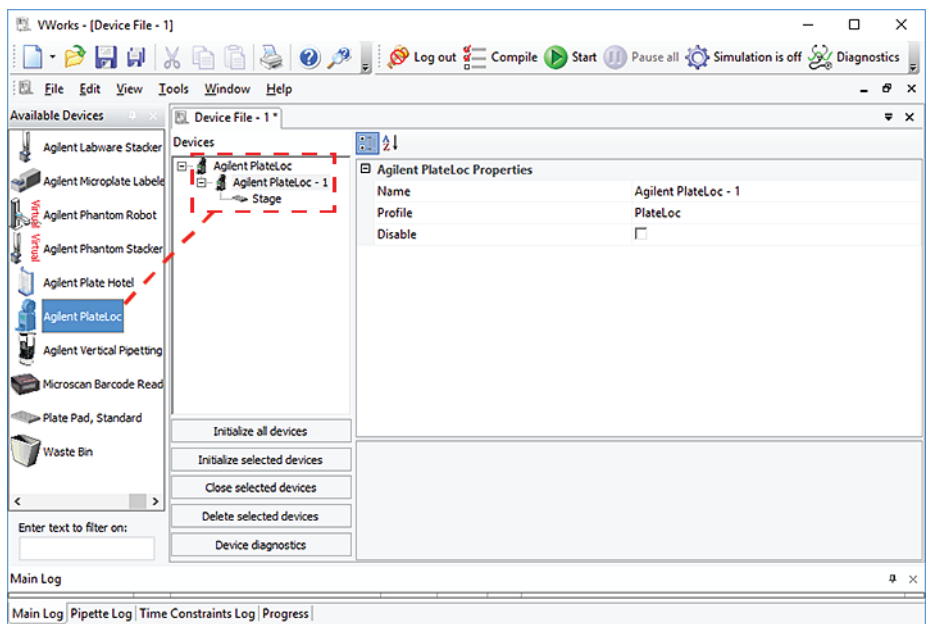 VWorks - [Device File - 1]
Log out Compile Start Pause all Simulation is off Diagnostics
File Edit View Tools Window Help
Available Devices
Device File - 1 *
Agilent Labware Stacker
Agilent Microplate Labele
Agilent Phantom Robot
Virtual
Agilent Phantom Stacker
Virtual
Agilent Plate Hotel
Agilent PlateLoc
Agilent Vertical Pipetting
Microscan Barcode Read
Plate Pad, Standard
Waste Bin
Enter text to filter on:
Devices
Agilent PlateLoc
Agilent PlateLoc - 1
Stage
Initialize all devices
Initialize selected devices
Close selected devices
Delete selected devices
Device diagnostics
Agilent PlateLoc Properties
Name Agilent PlateLoc - 1
Profile PlateLoc
Disable
Main Log
Main Log Pipette Log Time Constraints Log Progress